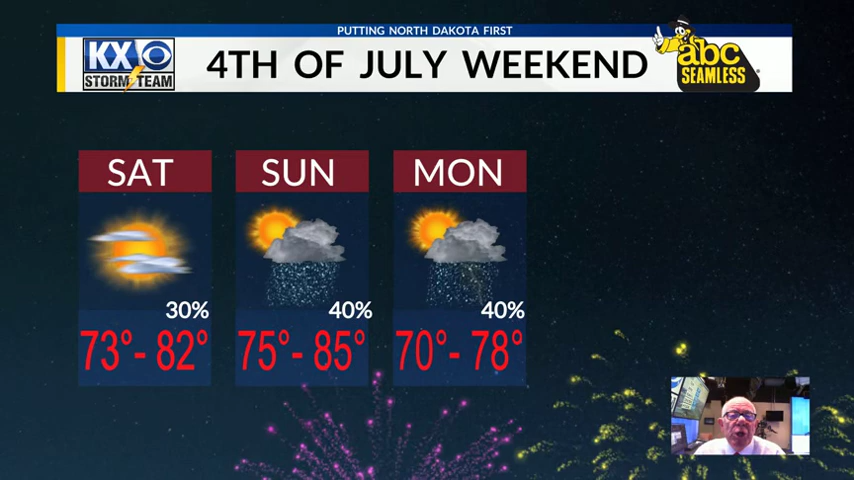 PUTTING NORTH DAKOTA FIRST
KX
STORM TEAM
4TH OF JULY WEEKEND
abc
SEAMLESS
SAT
SUN
MON
30%
40%
40%
73°- 82°
75°- 85°
70°- 78°